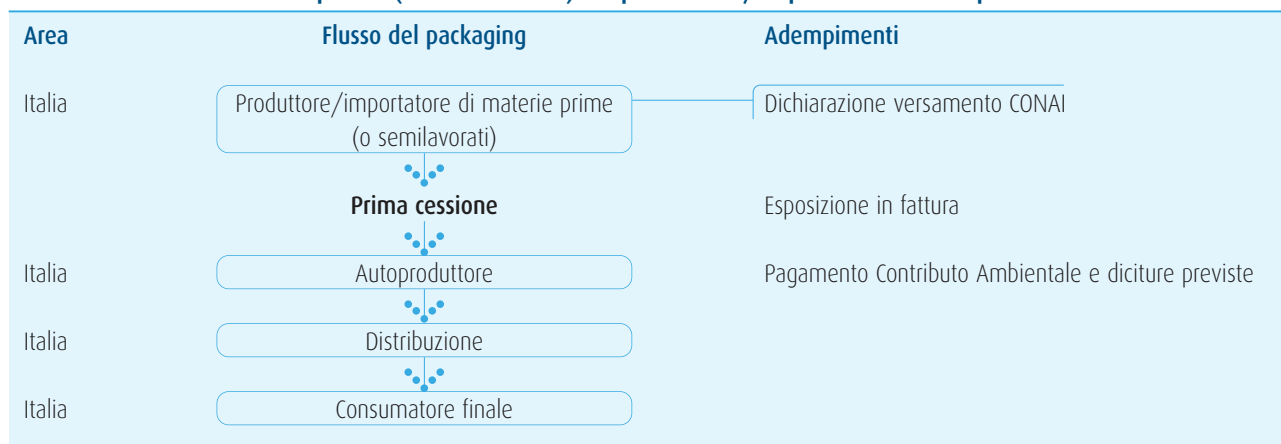 Area Flusso del packaging Adempimenti
Italia Produttore/importatore di materie prime Dichiarazione versamento CONAI
(o semilavorati)
Prima cessione Esposizione in fattura
Italia Autoproduttore Pagamento Contributo Ambientale e diciture previste
Italia Distribuzione
Italia Consumatore finale